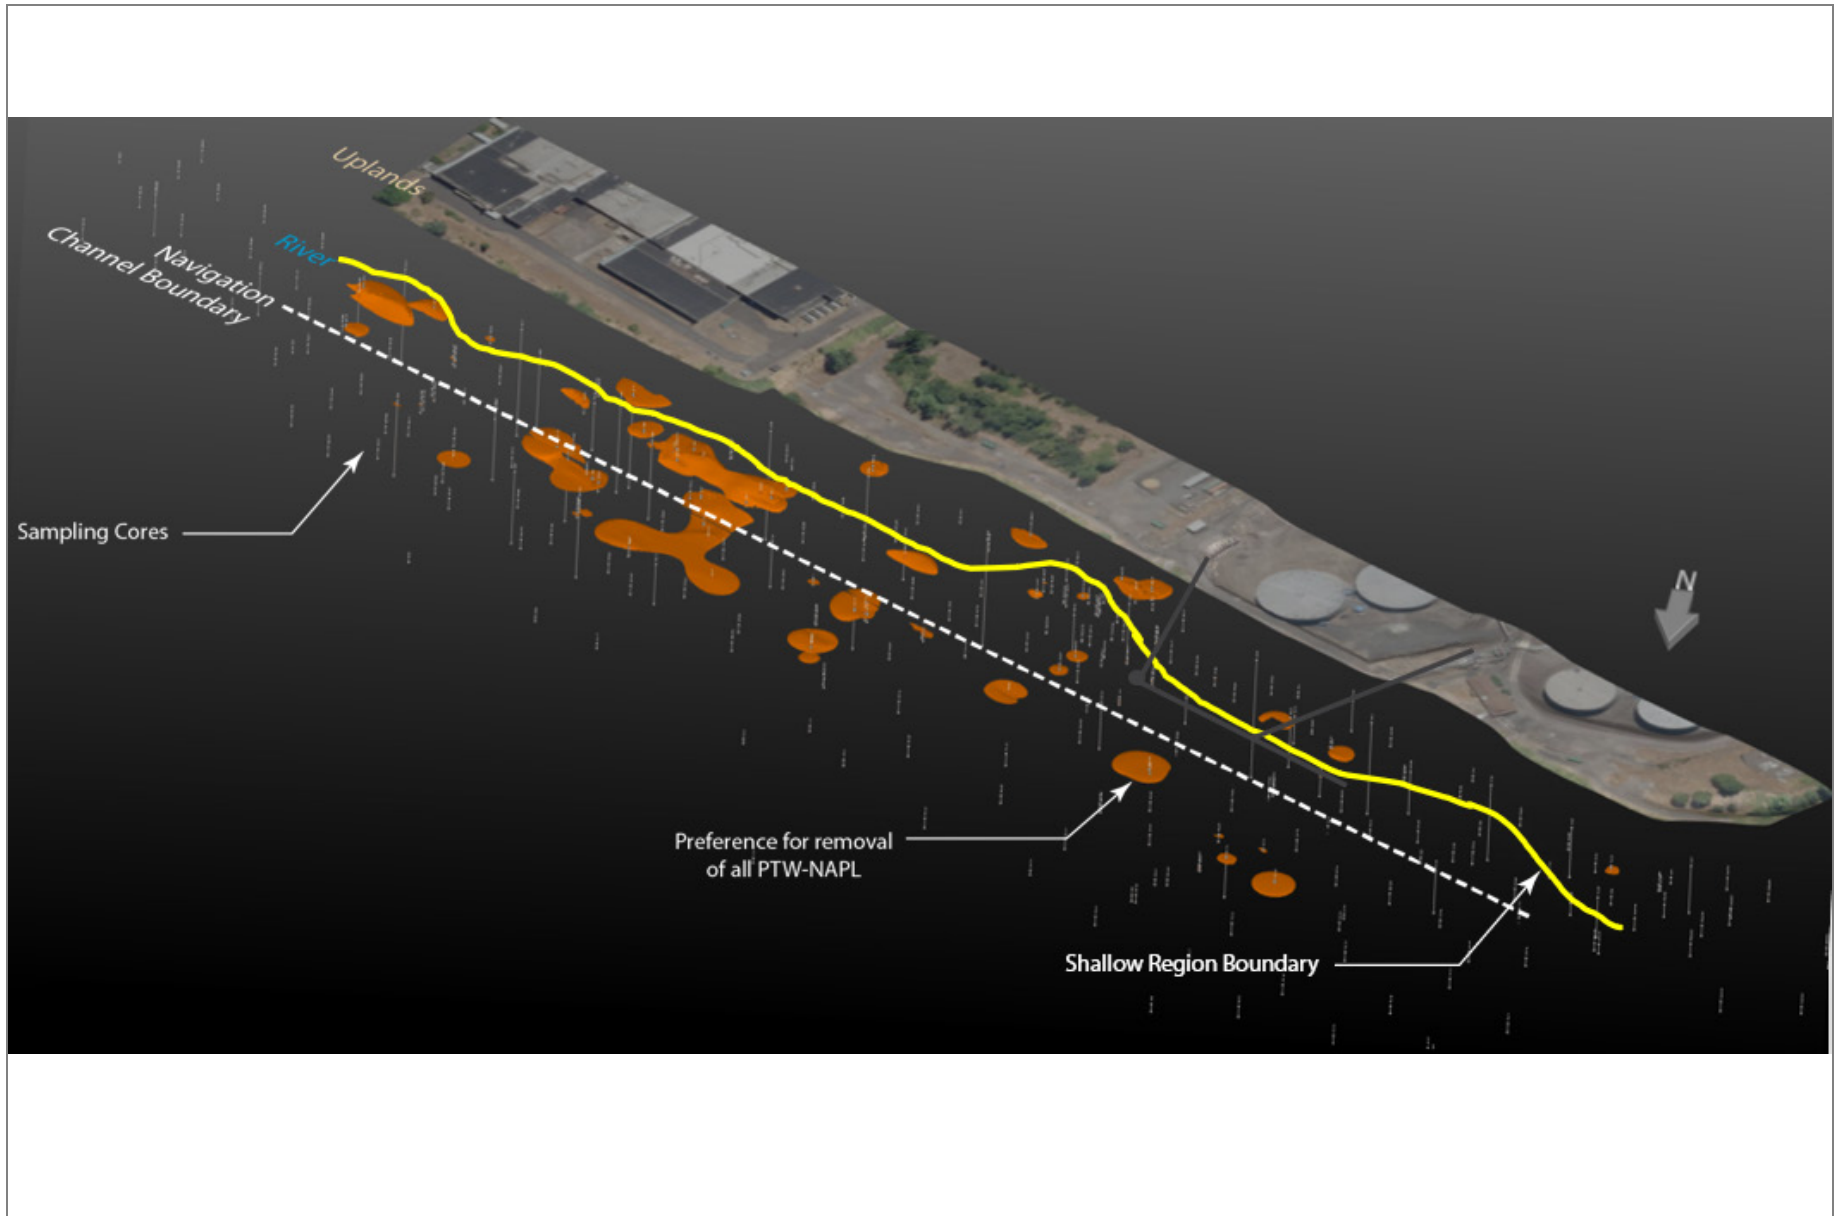 Uplands
River
Navigation
Channel Boundary
Sampling Cores
N
Preference for removal
of all PTW-NAPL
Shallow Region Boundary